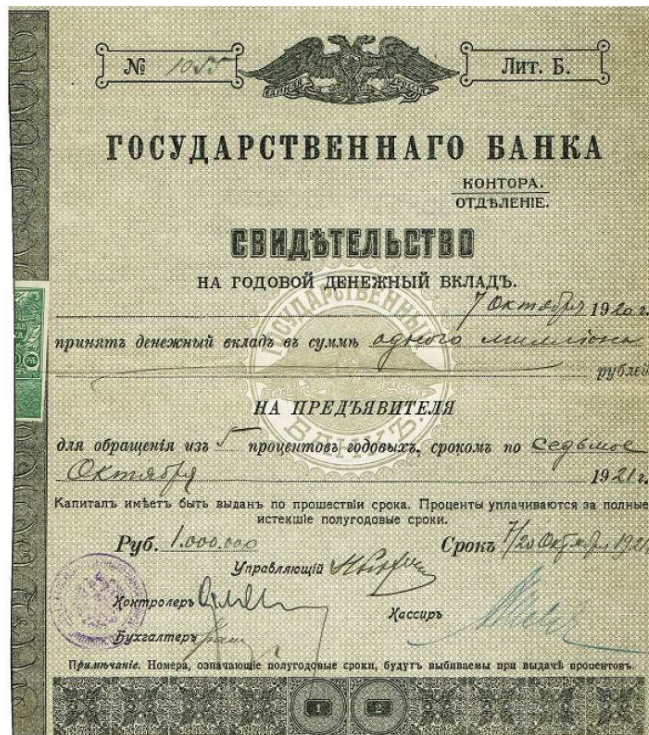 № 1055
Лит. Б.
ГОСУДАРСТВЕННАГО БАНКА
КОНТОРА.
ОТДѢЛЕНІЕ.
СВИДѢТЕЛЬСТВО
НА ГОДОВОЙ ДЕНЕЖНЫЙ ВКЛАДЪ.
7 Октября 1920 г.
принятъ денежный вкладъ въ суммѣ одного милліона
рублей
НА ПРЕДЪЯВИТЕЛЯ
для обращенія изъ 5 процентовъ годовыхъ, срокомъ по седьмое
Октября 1921 г.
Капиталъ имѣетъ быть выданъ по прошествіи срока. Проценты уплачиваются за полные
истекшіе полугодовые сроки.
Руб. 1.000.000 Срокъ 7/20 Октября 1921
Управляющій
Контролеръ
Кассиръ
Бухгалтеръ
Примѣчаніе. Номера, означающіе полугодовые сроки, будутъ выбиваемы при выдачѣ процентовъ.
1 2